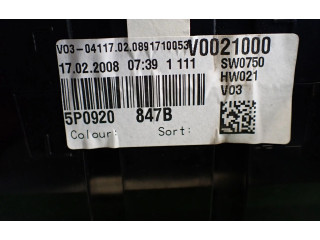 V03-04117.02.0891710053 V0021000
17.02.2008 07:39 1 111 SW0750
HW021
5P0920 847B V03
Colour: Sort: